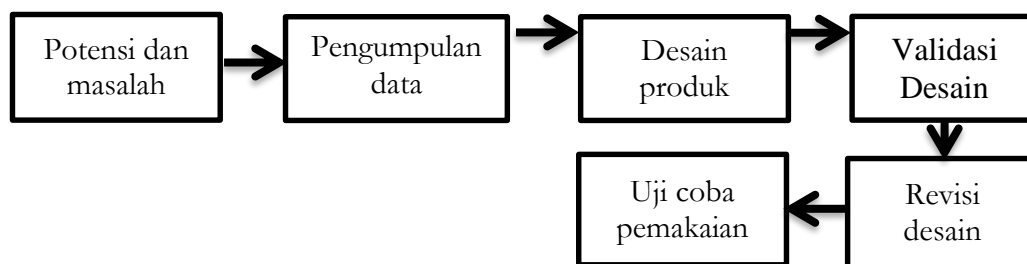 Potensi dan
masalah
Pengumpulan
data
Desain
produk
Validasi
Desain
Revisi
desain
Uji coba
pemakaian